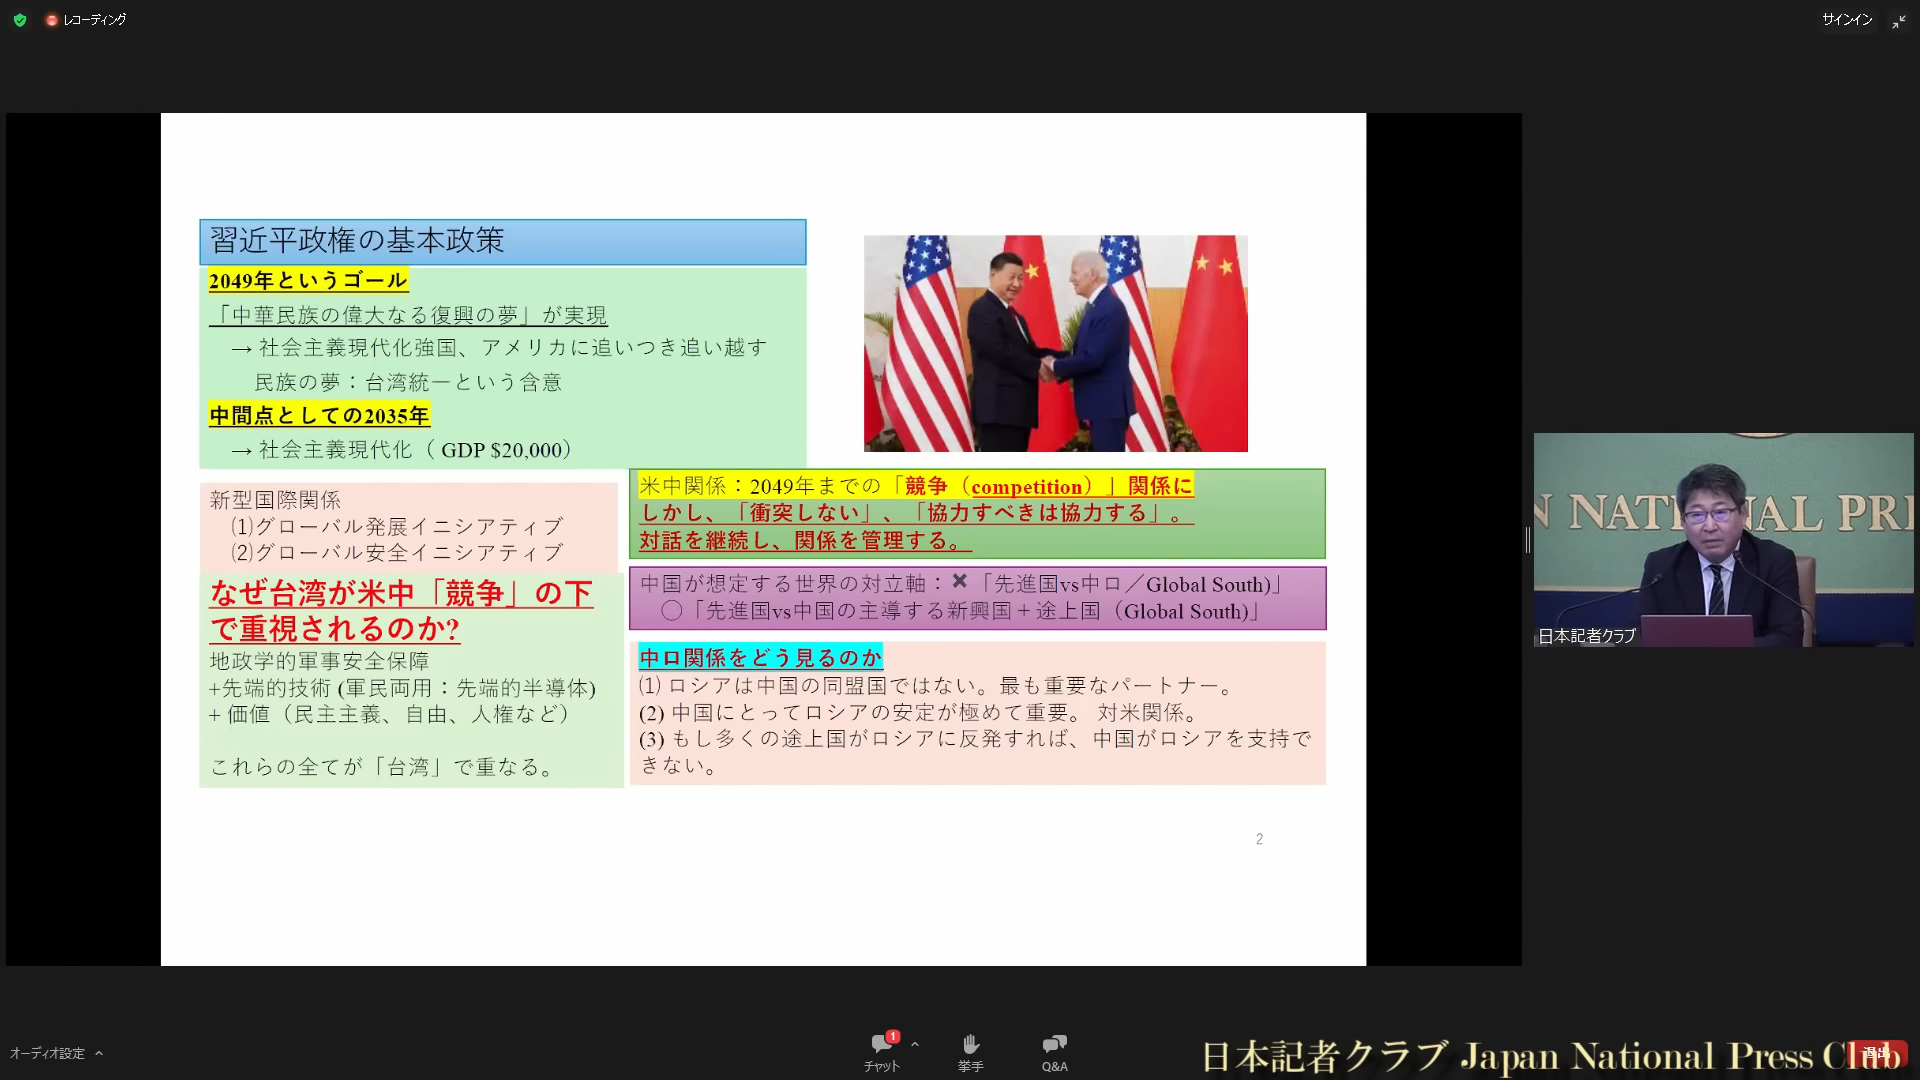 レコーディング
サインイン
習近平政権の基本政策
2049年というゴール
「中華民族の偉大なる復興の夢」が実現
→ 社会主義現代化強国、アメリカに追いつき追い越す
民族の夢：台湾統一という含意
中間点としての2035年
→ 社会主義現代化（ GDP $20,000）
新型国際関係
(1)グローバル発展イニシアティブ
(2)グローバル安全イニシアティブ
なぜ台湾が米中「競争」の下
で重視されるのか?
地政学的軍事安全保障
+先端的技術 (軍民両用：先端的半導体)
+ 価値（民主主義、自由、人権など）
これらの全てが「台湾」で重なる。
米中関係：2049年までの「競争（competition）」関係に
しかし、「衝突しない」、「協力すべきは協力する」。
対話を継続し、関係を管理する。
中国が想定する世界の対立軸：✖「先進国vs中ロ／Global South)」
○「先進国vs中国の主導する新興国＋途上国（Global South)」
中ロ関係をどう見るのか
(1) ロシアは中国の同盟国ではない。最も重要なパートナー。
(2) 中国にとってロシアの安定が極めて重要。 対米関係。
(3) もし多くの途上国がロシアに反発すれば、中国がロシアを支持で
きない。
2
N NATIONAL PRE
日本記者クラブ
オーディオ設定
1
チャット
挙手
Q&A
日本記者クラブ Japan National Press Club
退出